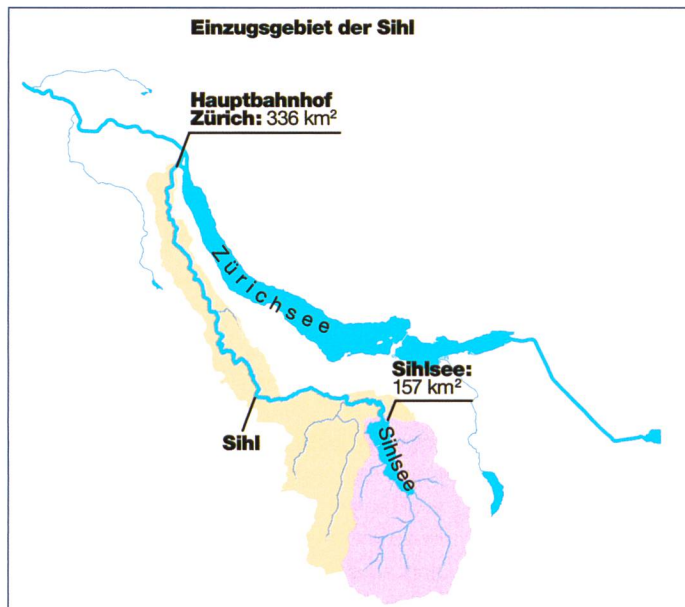 Einzugsgebiet der Sihl
Hauptbahnhof
Zürich: 336 km²
Zürichsee
Sihlsee:
157 km²
Sihl
Sihlsee